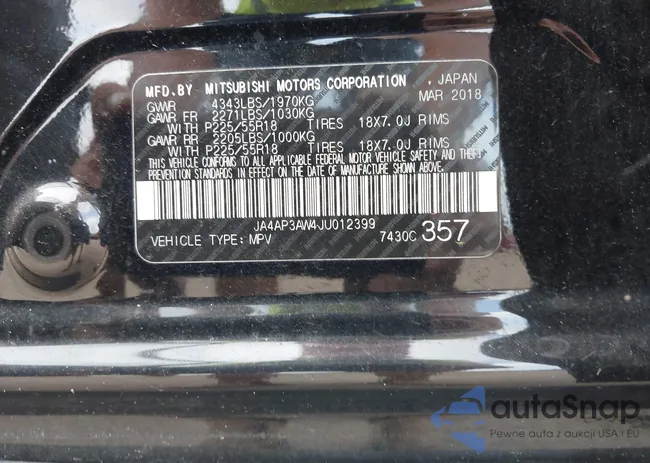 MFD.BY MITSUBISHI MOTORS CORPORATION , JAPAN
GVWR 4343LBS/1970KG MAR 2018
GAWR FR 2271LBS/1030KG
WITH P225/55R18 TIRES 18X7.0J RIMS
GAWR RR 2205LBS/1000KG
WITH P225/55R18 TIRES 18X7.0J RIMS
THIS VEHICLE CONFORMS TO ALL APPLICABLE FEDERAL MOTOR VEHICLE SAFETY AND THEFT
PREVENTION STANDARDS IN EFFECT ON THE DATE OF MANUFACTURE SHOWN ABOVE.
JA4AP3AW4JU012399
VEHICLE TYPE: MPV 7430C 357
autoSnap
Pewne auta z aukcji USA i EU